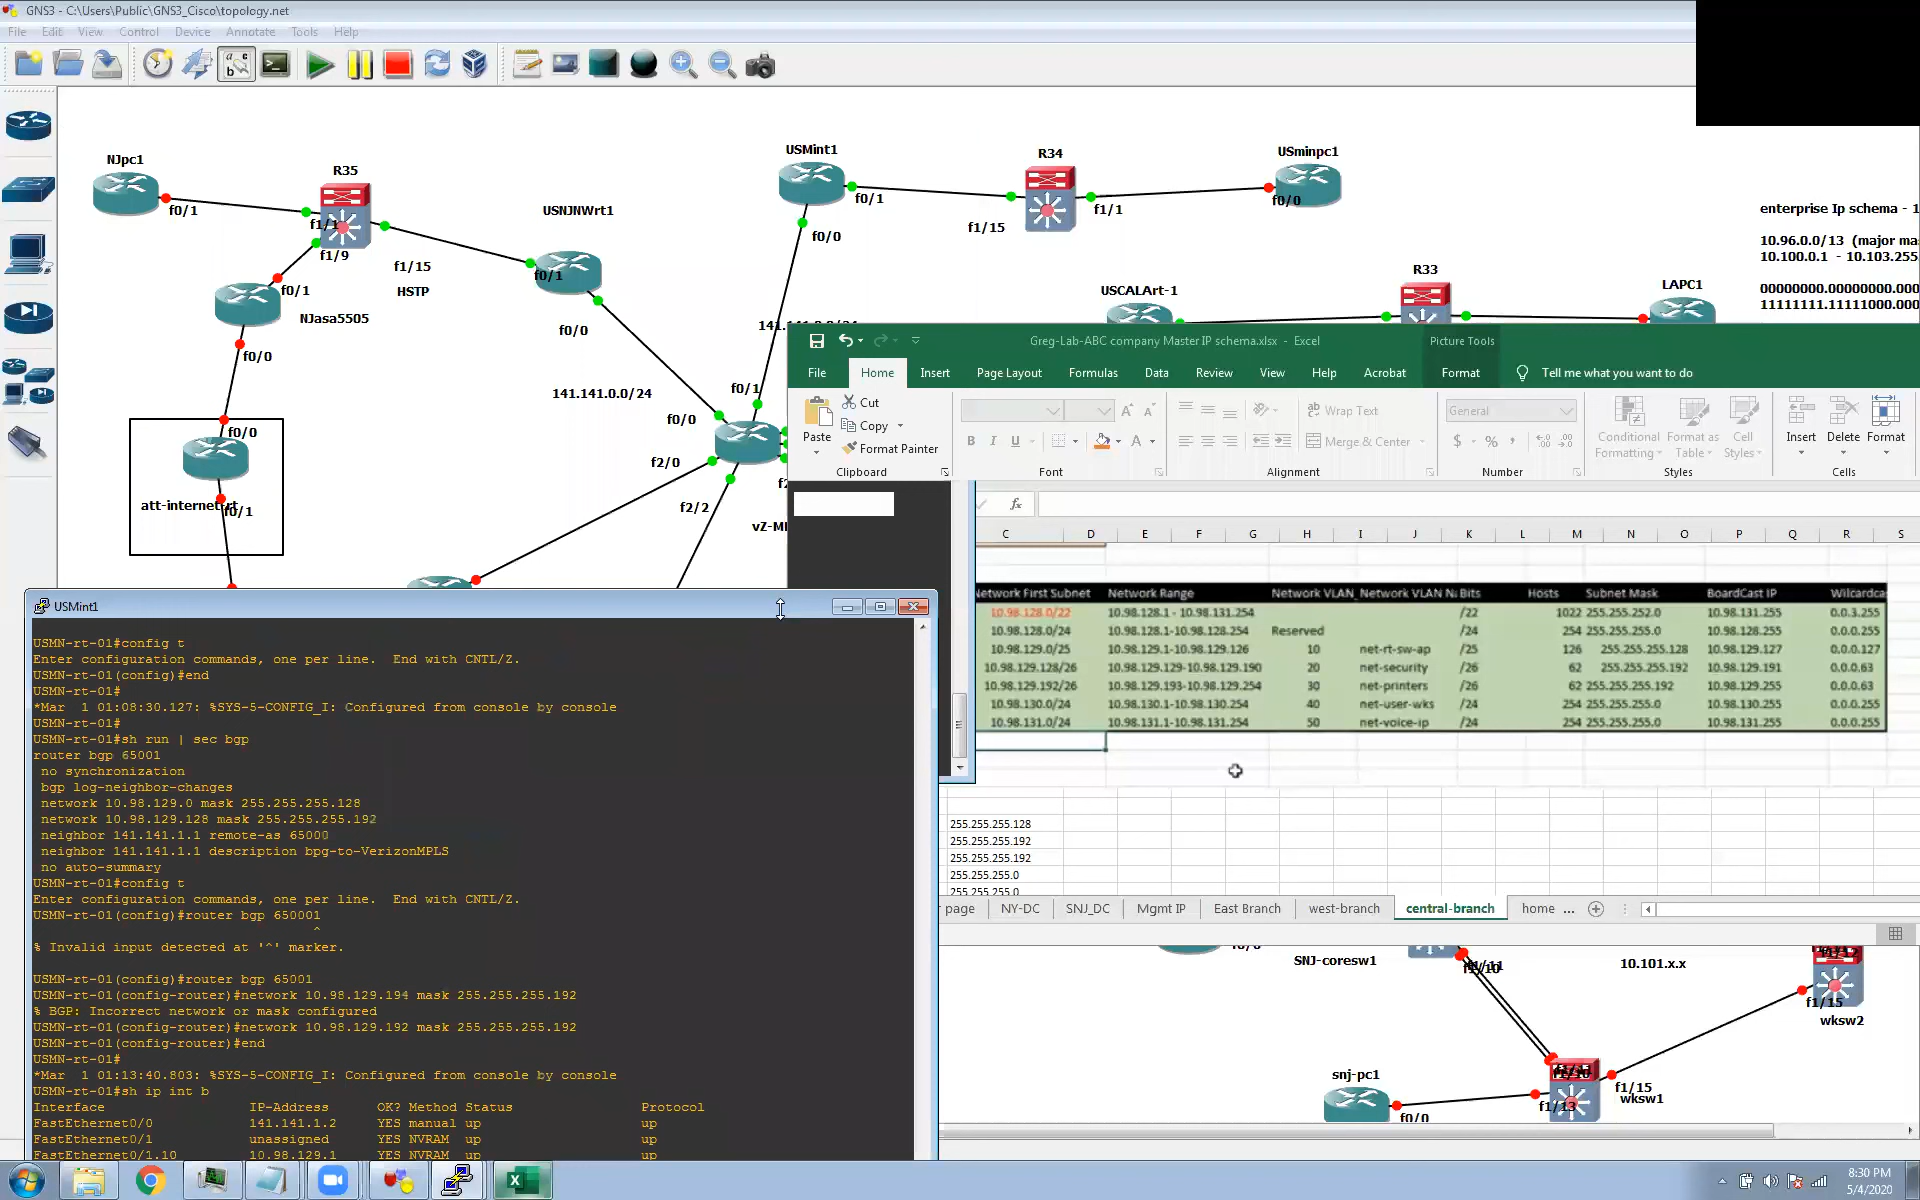 GNS3 - C:\Users\Public\GNS3_Cisco\topology.net
File Edit View Control Device Annotate Tools Help
NJpc1
f0/1
R35
f1/1
f1/9
f1/15
HSTP
USNJNWrt1
f0/1
f0/0
f0/1
NJasa5505
f0/0
f0/0
att-internet-rt
f0/1
USMint1
f0/1
f0/0
R34
f1/15
f1/1
USminpc1
f0/0
enterprise Ip schema - 1
10.96.0.0/13 (major ma
10.100.0.1 - 10.103.255.
00000000.00000000.000
11111111.11111000.000
USCALArt-1
R33
LAPC1
141.141.0.0/24
f0/1
f0/0
f2/0
f2/2
Greg-Lab-ABC company Master IP schema.xlsx - Excel
Picture Tools
File Home Insert Page Layout Formulas Data Review View Help Acrobat Format Tell me what you want to do
Paste
Cut
Copy
Format Painter
Clipboard
B I U
Font
Wrap Text
Merge & Center
Alignment
General
$ % ,
Number
Conditional Formatting
Format as Table
Cell Styles
Styles
Insert Delete Format
Cells
fx
C D E F G H I J K L M N O P Q R S
Network First Subnet Network Range Network VLAN_ Network VLAN Na Bits Hosts Subnet Mask BoardCast IP Wilcardca
10.98.128.0/22 10.98.128.1 - 10.98.131.254 /22 1022 255.255.252.0 10.98.131.255 0.0.3.255
10.98.128.0/24 10.98.128.1-10.98.128.254 Reserved /24 254 255.255.255.0 10.98.128.255 0.0.0.255
10.98.129.0/25 10.98.129.1-10.98.129.126 10 net-rt-sw-ap /25 126 255.255.255.128 10.98.129.127 0.0.0.127
10.98.129.128/26 10.98.129.129-10.98.129.190 20 net-security /26 62 255.255.255.192 10.98.129.191 0.0.0.63
10.98.129.192/26 10.98.129.193-10.98.129.254 30 net-printers /26 62 255.255.255.192 10.98.129.255 0.0.0.63
10.98.130.0/24 10.98.130.1-10.98.130.254 40 net-user-wks /24 254 255.255.255.0 10.98.130.255 0.0.0.255
10.98.131.0/24 10.98.131.1-10.98.131.254 50 net-voice-ip /24 254 255.255.255.0 10.98.131.255 0.0.0.255
255.255.255.128
255.255.255.192
255.255.255.192
255.255.255.0
255.255.255.0
r page NY-DC SNJ_DC Mgmt IP East Branch west-branch central-branch home ...
USMint1
USMN-rt-01#config t
Enter configuration commands, one per line.  End with CNTL/Z.
USMN-rt-01(config)#end
USMN-rt-01#
*Mar  1 01:08:30.127: %SYS-5-CONFIG_I: Configured from console by console
USMN-rt-01#
USMN-rt-01#sh run | sec bgp
router bgp 65001
no synchronization
bgp log-neighbor-changes
network 10.98.129.0 mask 255.255.255.128
network 10.98.129.128 mask 255.255.255.192
neighbor 141.141.1.1 remote-as 65000
neighbor 141.141.1.1 description bpg-to-VerizonMPLS
no auto-summary
USMN-rt-01#config t
Enter configuration commands, one per line.  End with CNTL/Z.
USMN-rt-01(config)#router bgp 650001
^
% Invalid input detected at '^' marker.
USMN-rt-01(config)#router bgp 65001
USMN-rt-01(config-router)#network 10.98.129.194 mask 255.255.255.192
% BGP: Incorrect network or mask configured
USMN-rt-01(config-router)#network 10.98.129.192 mask 255.255.255.192
USMN-rt-01(config-router)#end
USMN-rt-01#
*Mar  1 01:13:40.803: %SYS-5-CONFIG_I: Configured from console by console
USMN-rt-01#sh ip int b
Interface IP-Address OK? Method Status Protocol
FastEthernet0/0 141.141.1.2 YES manual up up
FastEthernet0/1 unassigned YES NVRAM up up
FastEthernet0/1.10 10.98.129.1 YES NVRAM up up
SNJ-coresw1
10.101.x.x
f1/15
wksw2
snj-pc1
f0/0
f1/13
f1/15
wksw1
8:30 PM
5/4/2020